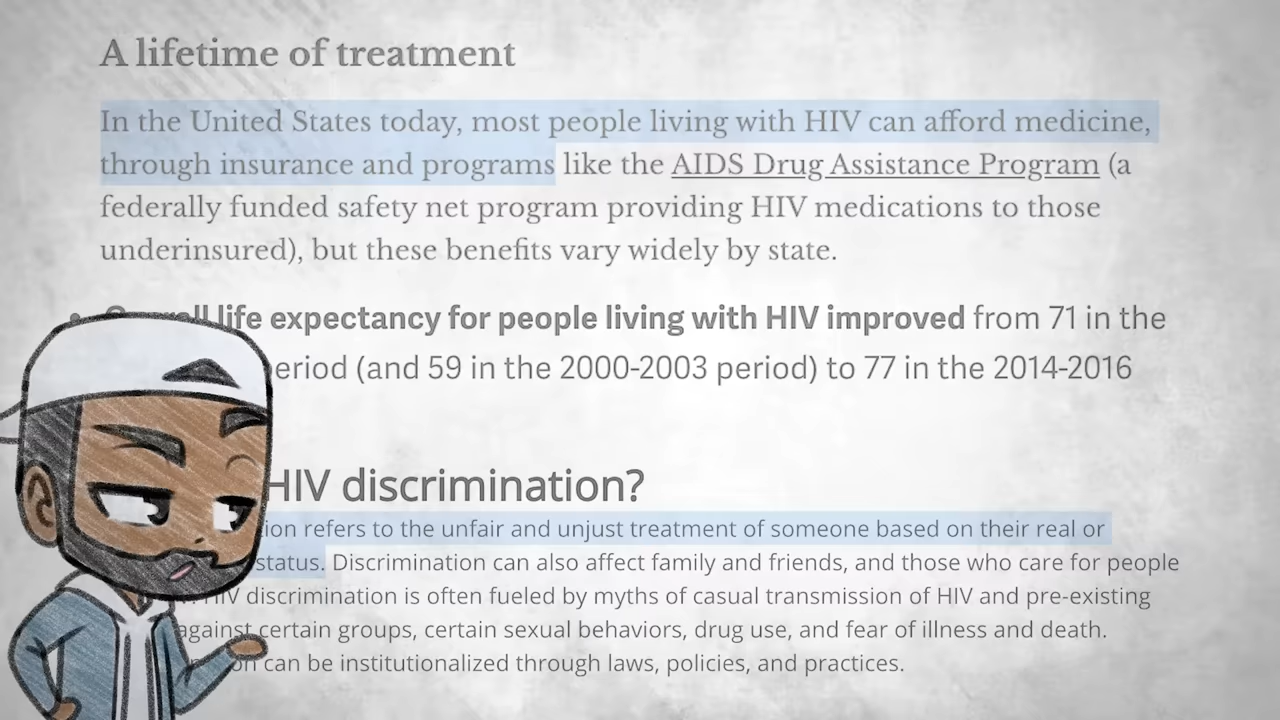 A lifetime of treatment
In the United States today, most people living with HIV can afford medicine,
through insurance and programs like the AIDS Drug Assistance Program (a
federally funded safety net program providing HIV medications to those
underinsured), but these benefits vary widely by state.
life expectancy for people living with HIV improved from 71 in the
(and 59 in the 2000-2003 period) to 77 in the 2014-2016
HIV discrimination?
refers to the unfair and unjust treatment of someone based on their real or
status. Discrimination can also affect family and friends, and those who care for people
HIV discrimination is often fueled by myths of casual transmission of HIV and pre-existing
against certain groups, certain sexual behaviors, drug use, and fear of illness and death.
can be institutionalized through laws, policies, and practices.